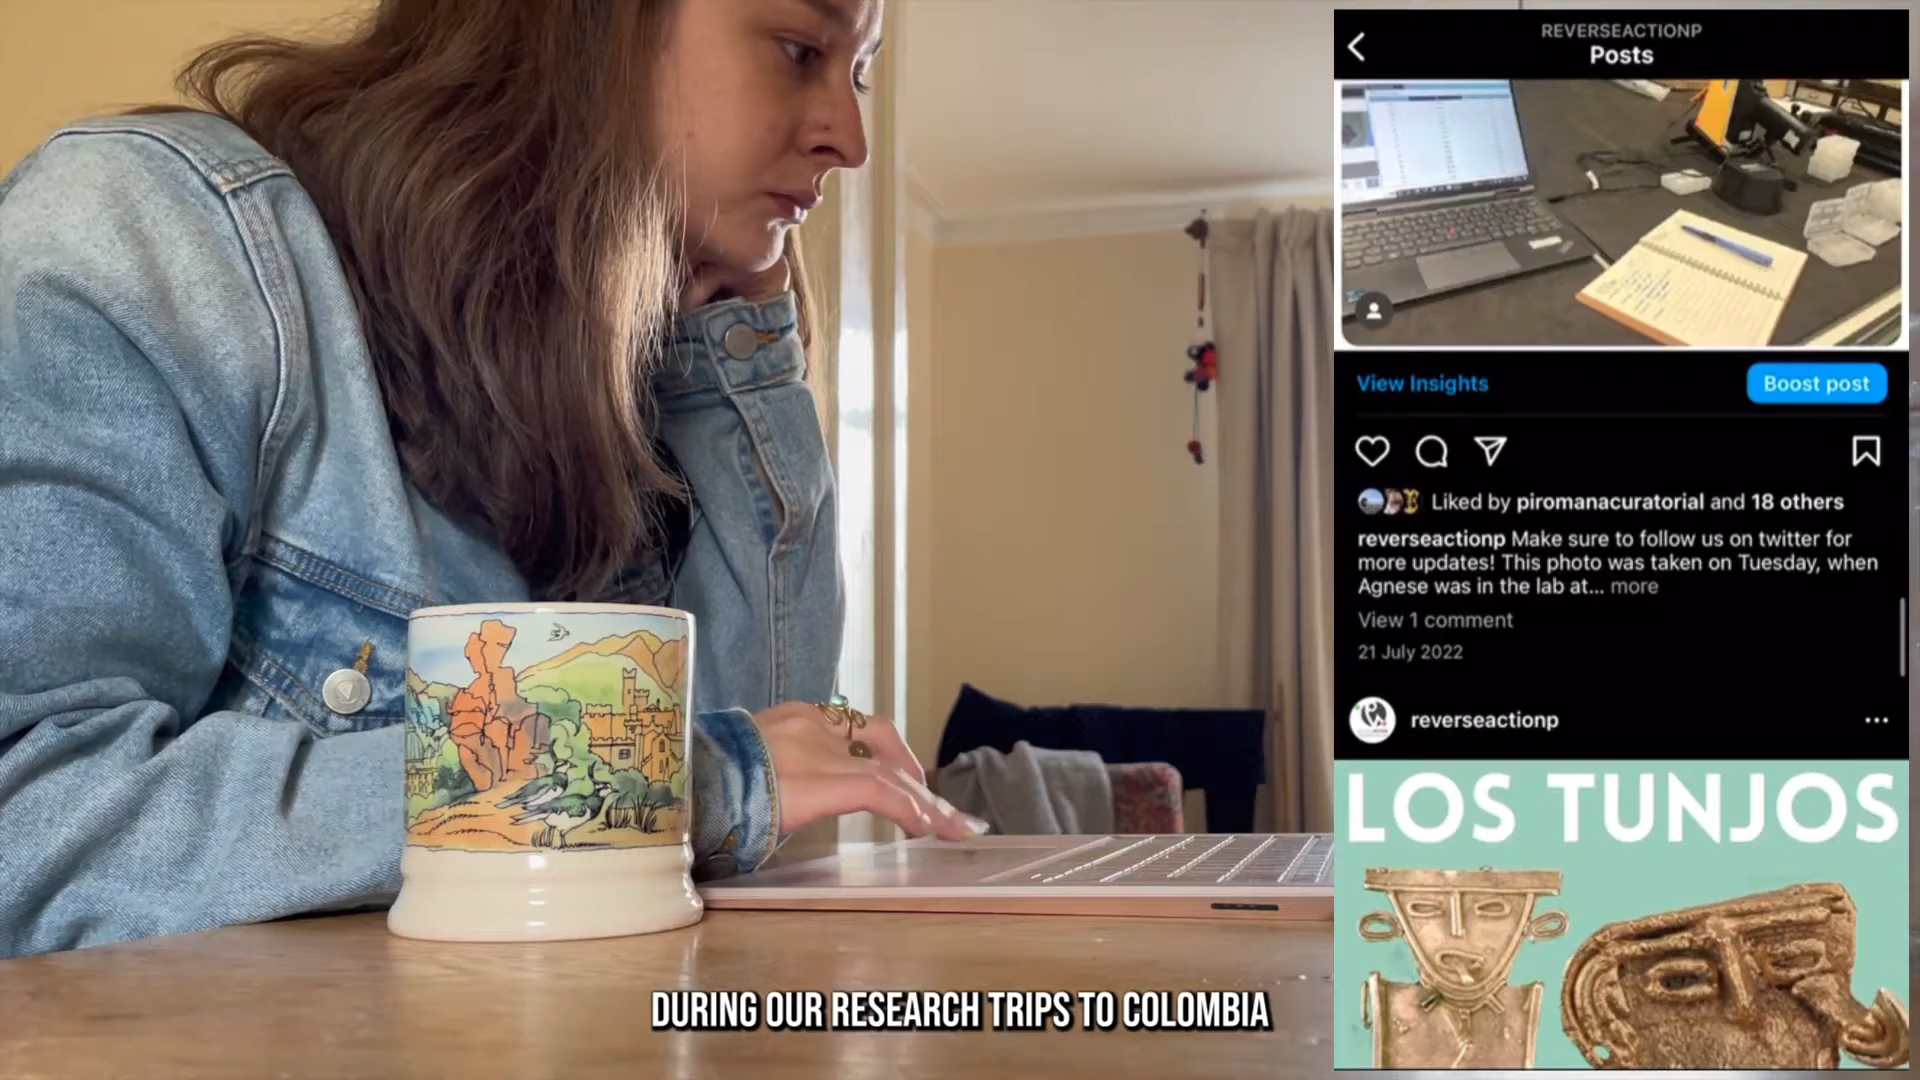 REVERSEACTIONP
Posts
View Insights
Boost post
Liked by piromanacuratorial and 18 others
reverseactionp Make sure to follow us on twitter for
more updates! This photo was taken on Tuesday, when
Agnese was in the lab at... more
View 1 comment
21 July 2022
reverseactionp
LOS TUNJOS
DURING OUR RESEARCH TRIPS TO COLOMBIA